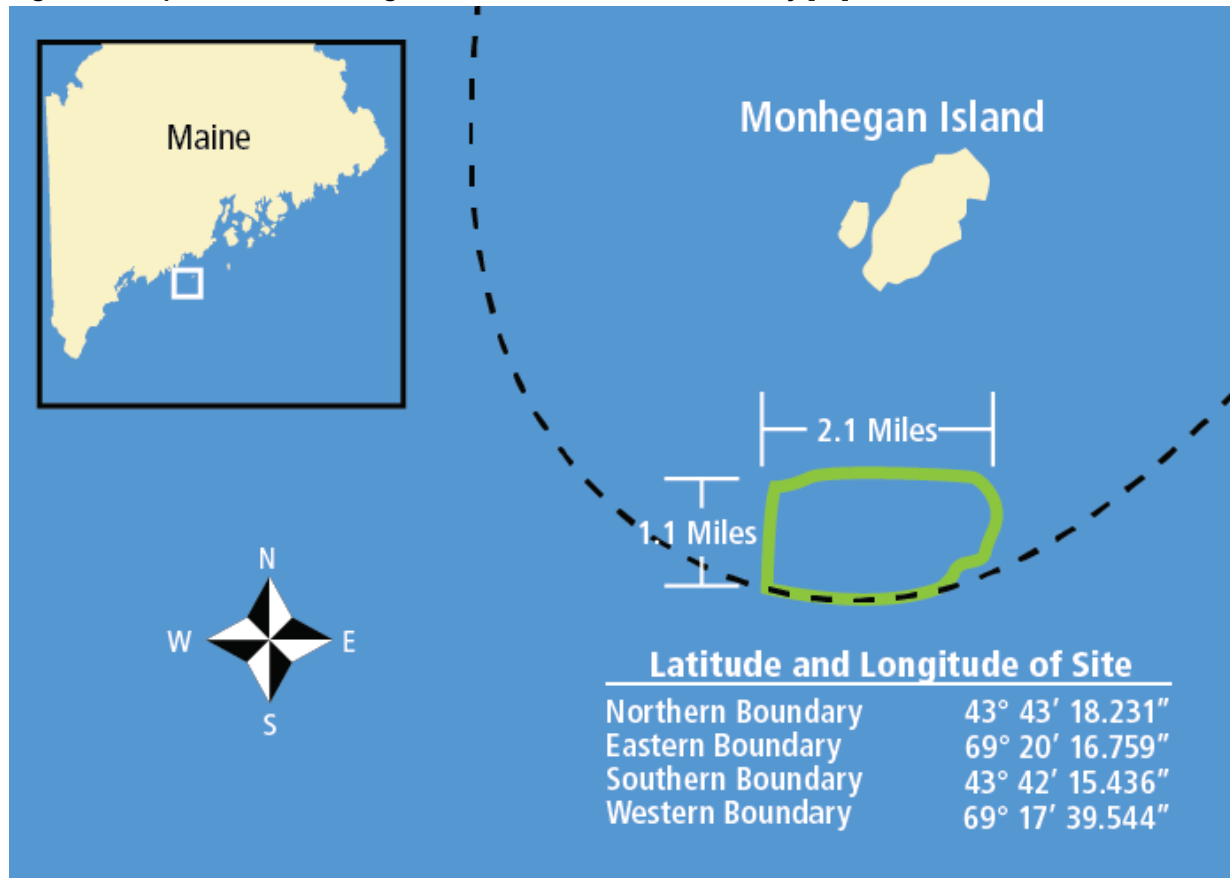 Maine
Monhegan Island
2.1 Miles
1.1 Miles
N
W
E
S
Latitude and Longitude of Site
Northern Boundary 43° 43’ 18.231”
Eastern Boundary 69° 20’ 16.759”
Southern Boundary 43° 42’ 15.436”
Western Boundary 69° 17’ 39.544”